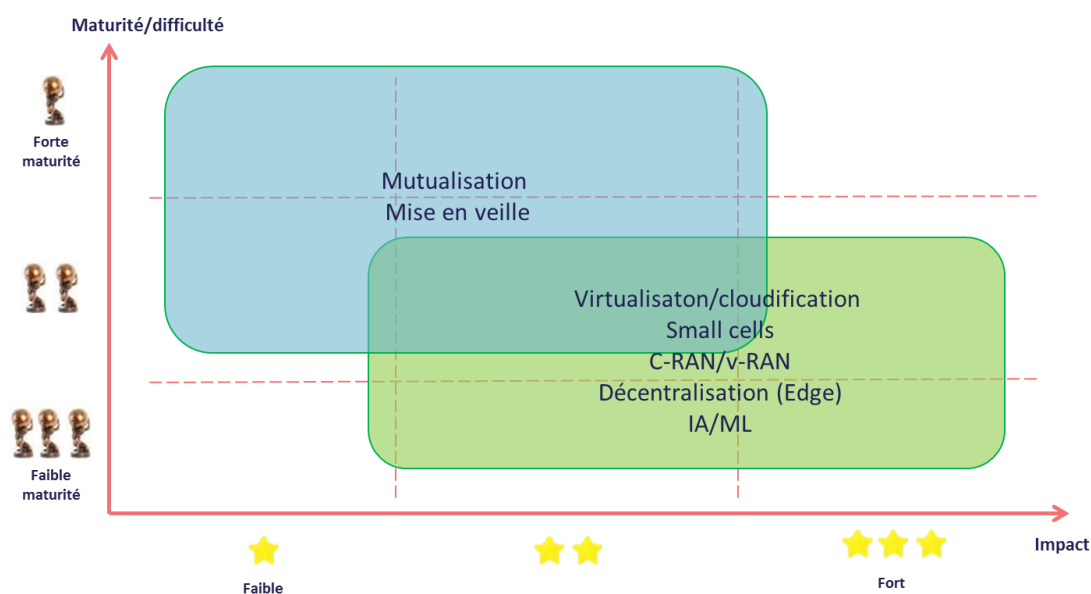 Maturité/difficulté
Forte
maturité
Mutualisation
Mise en veille
Virtualisaton/cloudification
Small cells
C-RAN/v-RAN
Décentralisation (Edge)
IA/ML
Faible
maturité
Impact
Faible
Fort